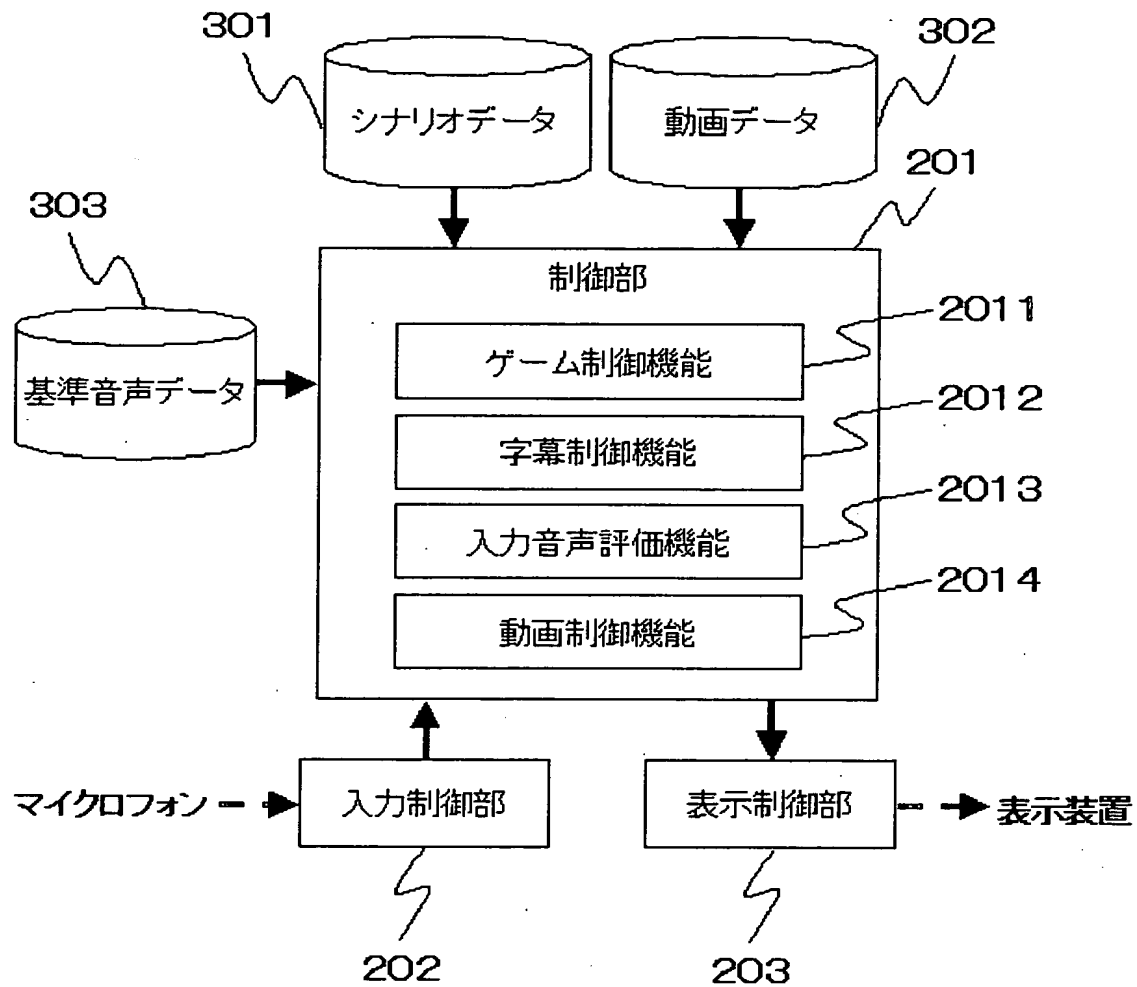 301
302
シナリオデータ
動画データ
201
303
制御部
基準音声データ
2011
ゲーム制御機能
2012
字幕制御機能
2013
入力音声評価機能
2014
動画制御機能
マイクロフォン
入力制御部
表示制御部
表示装置
202
203